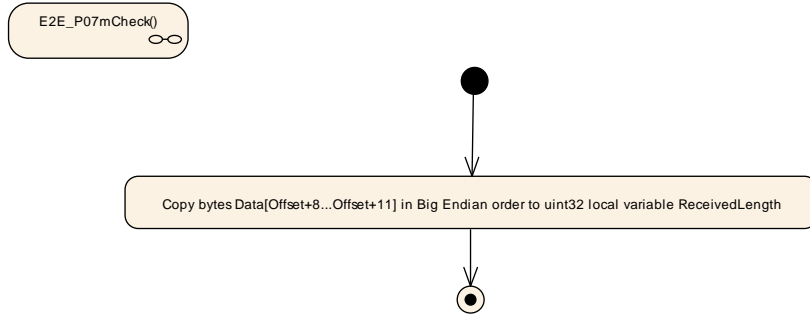 E2E_P07mCheck()
Copy bytes Data[Offset+8...Offset+11] in Big Endian order to uint32 local variable ReceivedLength